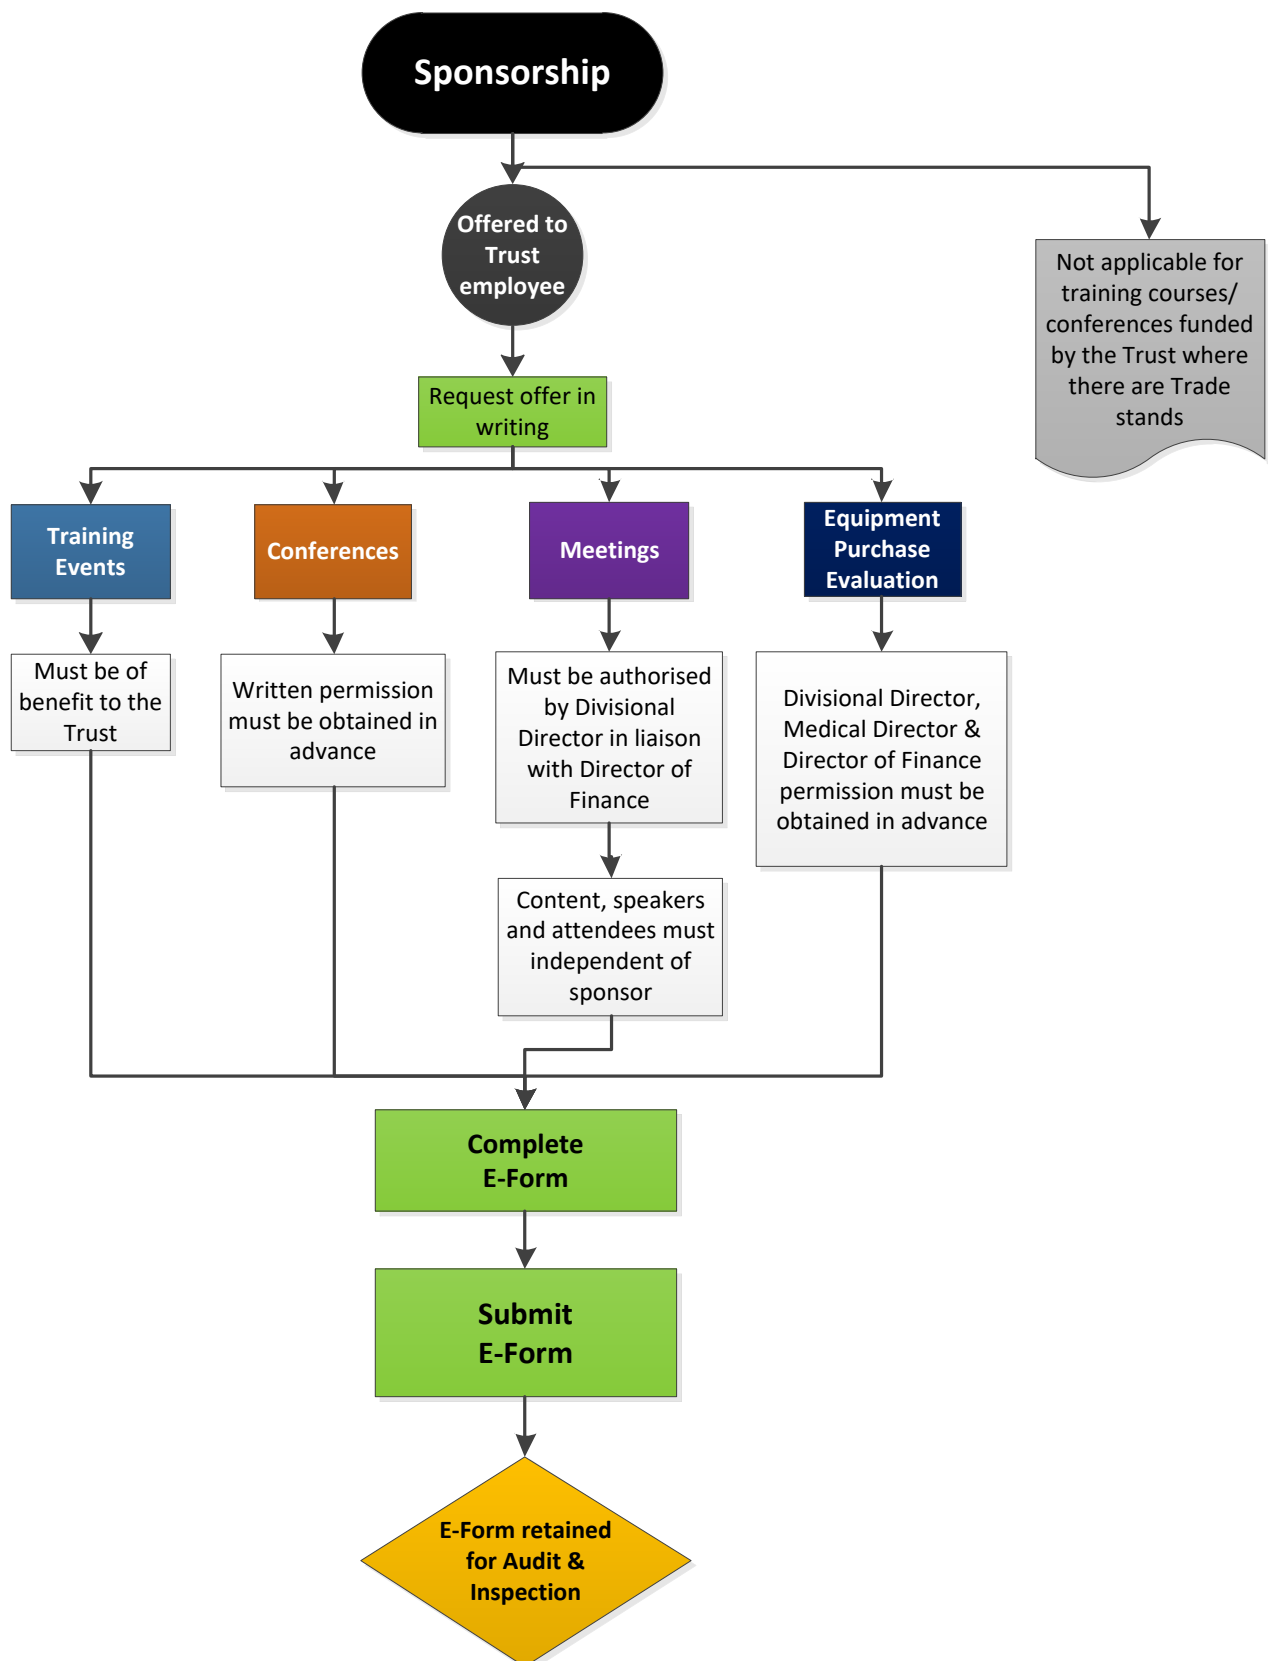 Sponsorship
Offered to
Trust
employee
Not applicable for
training courses/
conferences funded
by the Trust where
there are Trade
stands
Request offer in
writing
Training
Events
Conferences
Meetings
Equipment
Purchase
Evaluation
Must be of
benefit to the
Trust
Written permission
must be obtained in
advance
Must be authorised
by Divisional
Director in liaison
with Director of
Finance
Divisional Director,
Medical Director &
Director of Finance
permission must be
obtained in advance
Content, speakers
and attendees must
independent of
sponsor
Complete
E-Form
Submit
E-Form
E-Form retained
for Audit &
Inspection